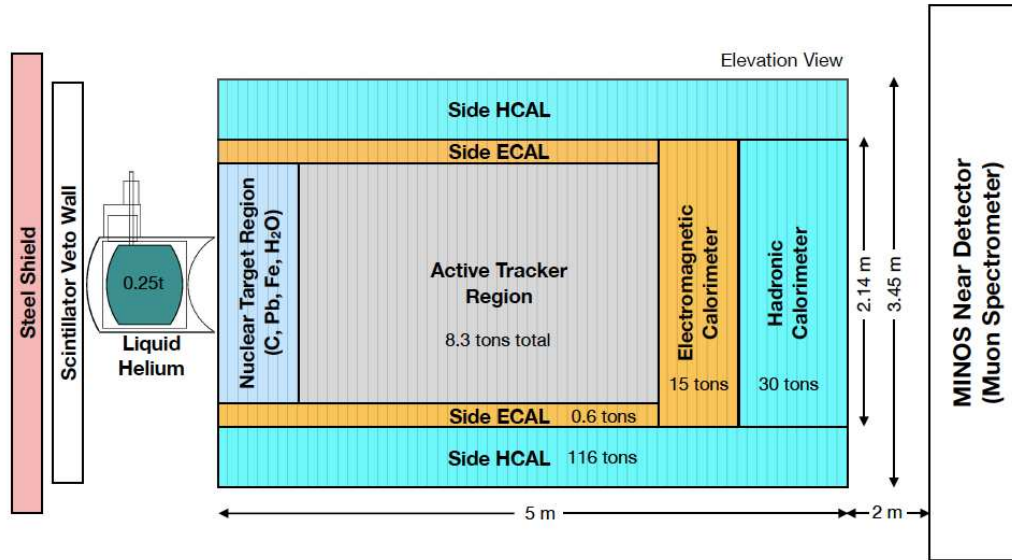 Elevation View
Steel Shield
Scintillator Veto Wall
0.25t
Liquid
Helium
Side HCAL
Side ECAL
Nuclear Target Region
(C, Pb, Fe, H₂O)
Active Tracker
Region
8.3 tons total
Electromagnetic
Calorimeter
15 tons
Hadronic
Calorimeter
30 tons
Side ECAL 0.6 tons
Side HCAL 116 tons
2.14 m
3.45 m
5 m
2 m
MINOS Near Detector
(Muon Spectrometer)